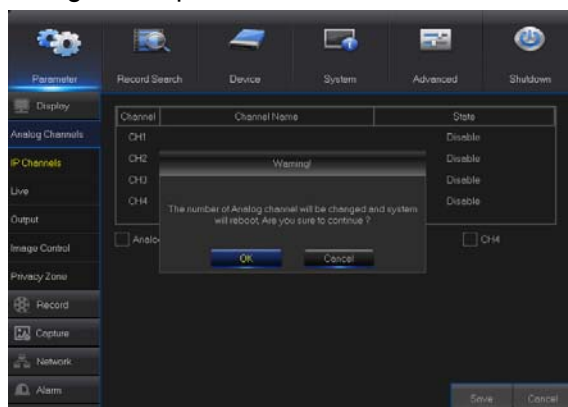 Parameter Record Search Device System Advanced Shutdown
Display
Analog Channels
IP Channels
Live
Output
Image Control
Privacy Zone
Record
Capture
Network
Alarm
Channel Channel Name State
CH1 Disable
CH2 Disable
CH3 Disable
CH4 Disable
Warning!
The number of Analog channel will be changed and system
will reboot, Are you sure to continue ?
OK Cancel
Analo
CH4
Save Cancel